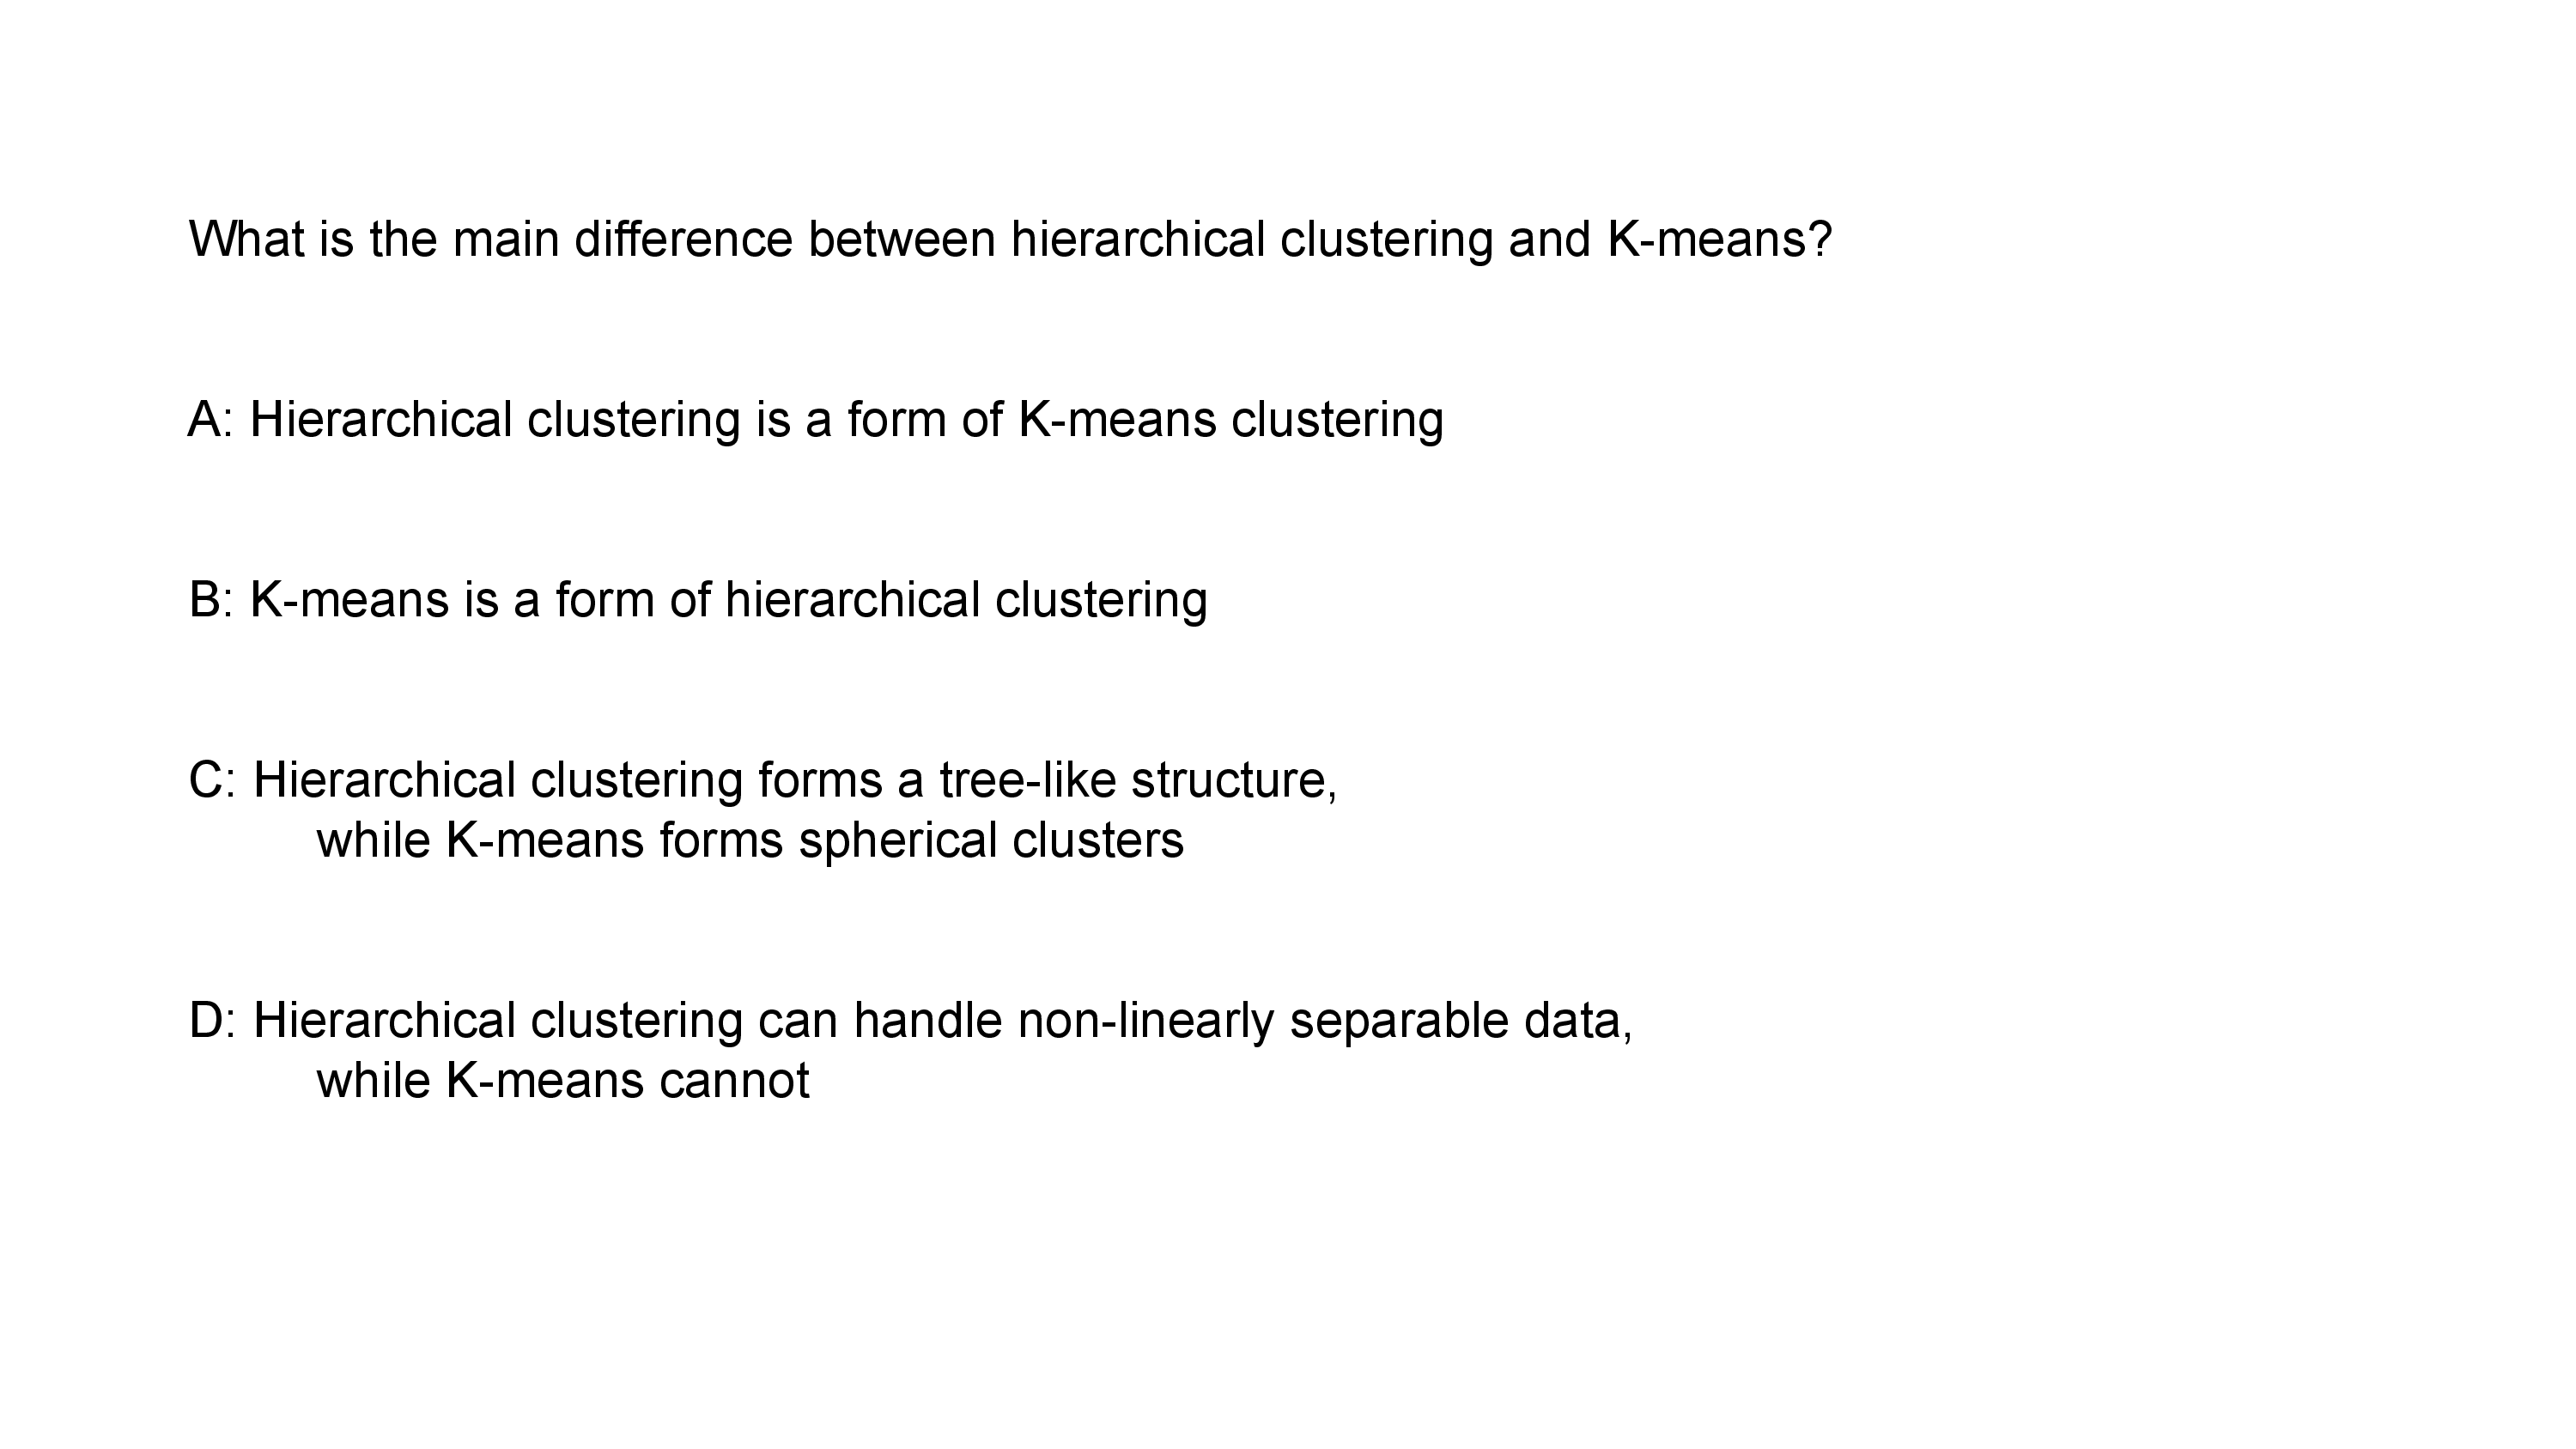 What is the main difference between hierarchical clustering and K-means?
A: Hierarchical clustering is a form of K-means clustering
B: K-means is a form of hierarchical clustering
C: Hierarchical clustering forms a tree-like structure,
while K-means forms spherical clusters
D: Hierarchical clustering can handle non-linearly separable data,
while K-means cannot